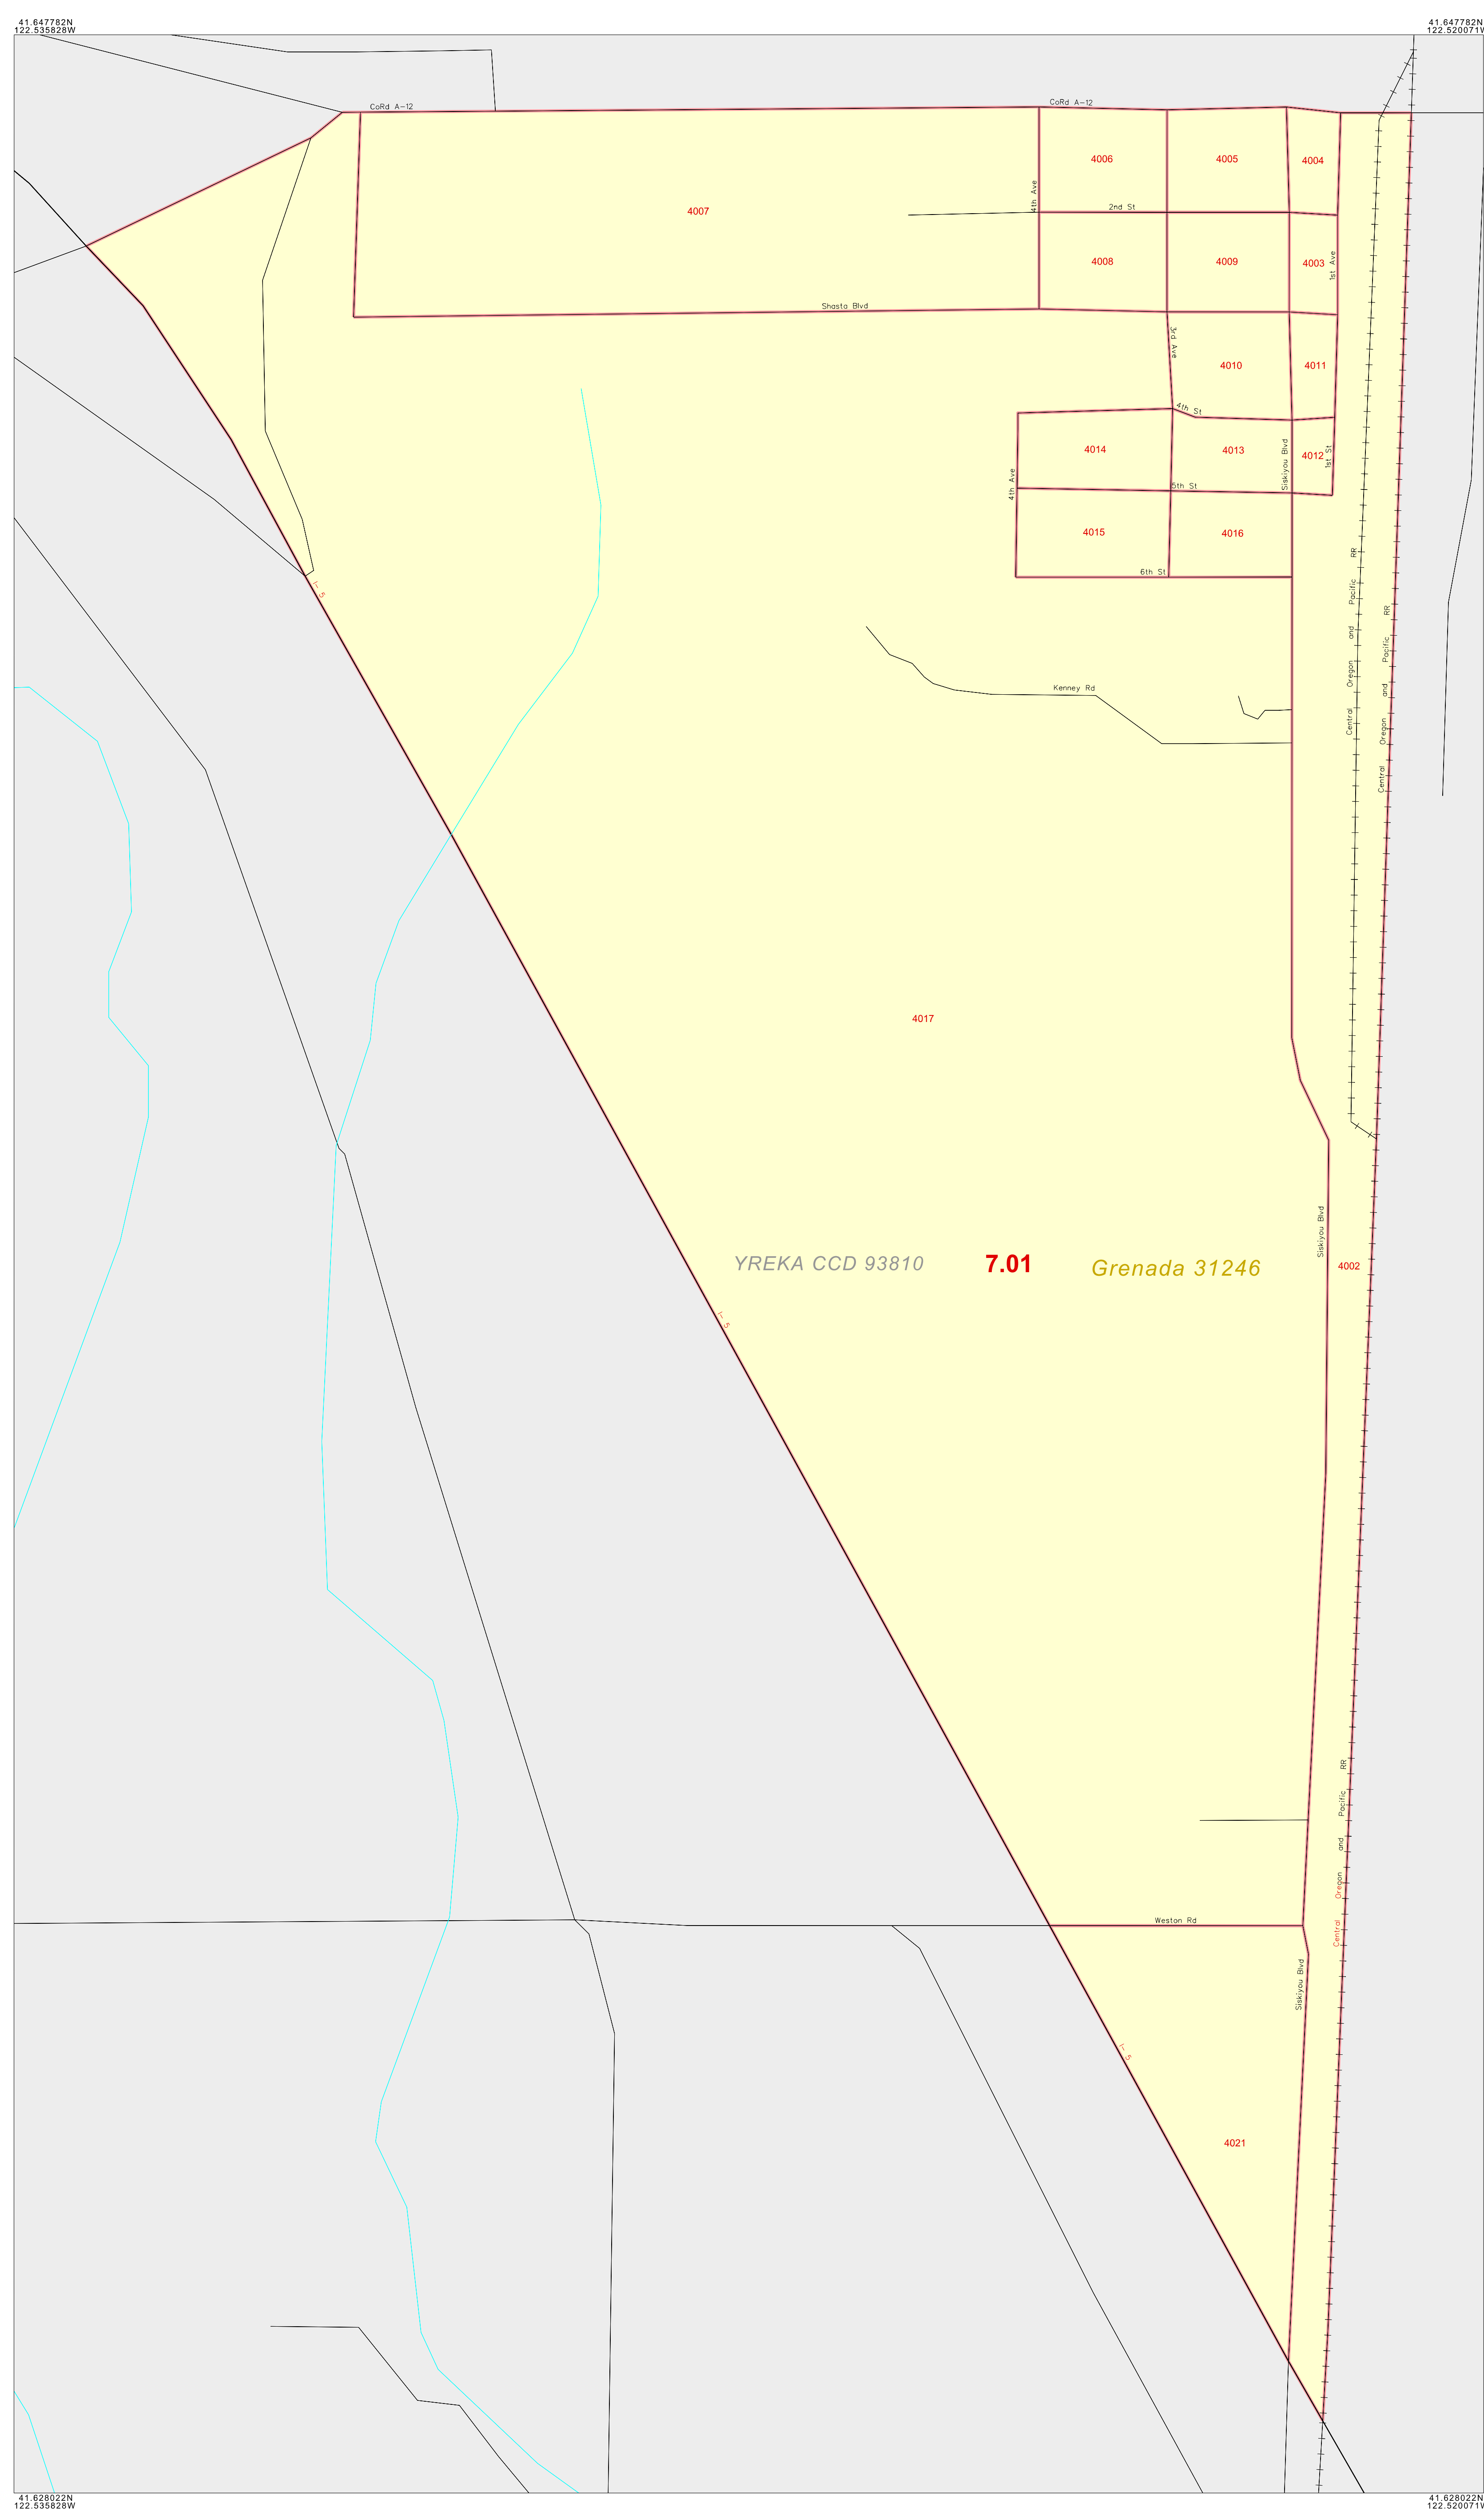 41.647782N
122.535828W
41.647782N
122.520071W
CoRd A-12
CoRd A-12
4006
4005
4004
4th Ave
4007
2nd St
4008
4009
4003
1st Ave
Shasta Blvd
3rd Ave
4010
4011
4th St
4014
4013
4012
Siskiyou Blvd
1st St
4th Ave
5th St
4015
4016
6th St
I- 5
Central Oregon and Pacific RR
Central Oregon and Pacific RR
Kenney Rd
4017
Siskiyou Blvd
YREKA CCD 93810
7.01
Grenada 31246
4002
I- 5
Central Oregon and Pacific RR
Weston Rd
Siskiyou Blvd
I- 5
4021
41.628022N
122.535828W
41.628022N
122.520071W